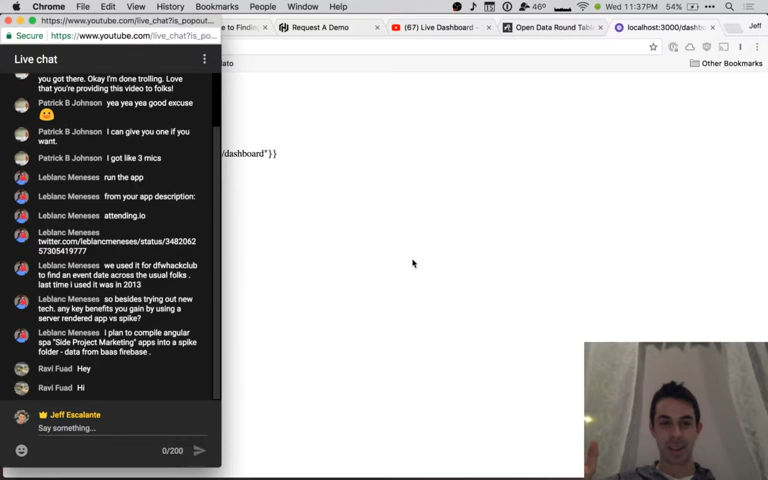 Chrome File Edit View History Bookmarks People Window Help 46° 54% Wed 11:37PM
https://www.youtube.com/live_chat?is_popout...
Secure https://www.youtube.com/live_chat?is_po...
e to Finding Request A Demo (67) Live Dashboard - Open Data Round Table localhost:3000/dashb Jeff
ato Other Bookmarks
Live chat
you got there. Okay I'm done trolling. Love
that you're providing this video to folks!
Patrick B Johnson yea yea yea good excuse
Patrick B Johnson I can give you one if you
want.
Patrick B Johnson I got like 3 mics
/dashboard"}}
Leblanc Meneses run the app
Leblanc Meneses from your app description:
Leblanc Meneses attending.io
Leblanc Meneses
twitter.com/leblancmeneses/status/348206
57305419777
Leblanc Meneses we used it for dfwhackclub
to find an event date across the usual folks .
last time i used it was in 2013
Leblanc Meneses so besides trying out new
tech. any key benefits you gain by using a
server rendered app vs spike?
Leblanc Meneses I plan to compile angular
spa "Side Project Marketing" apps into a spike
folder - data from baas firebase .
Ravi Fuad Hey
Ravi Fuad Hi
Jeff Escalante
Say something...
0/200